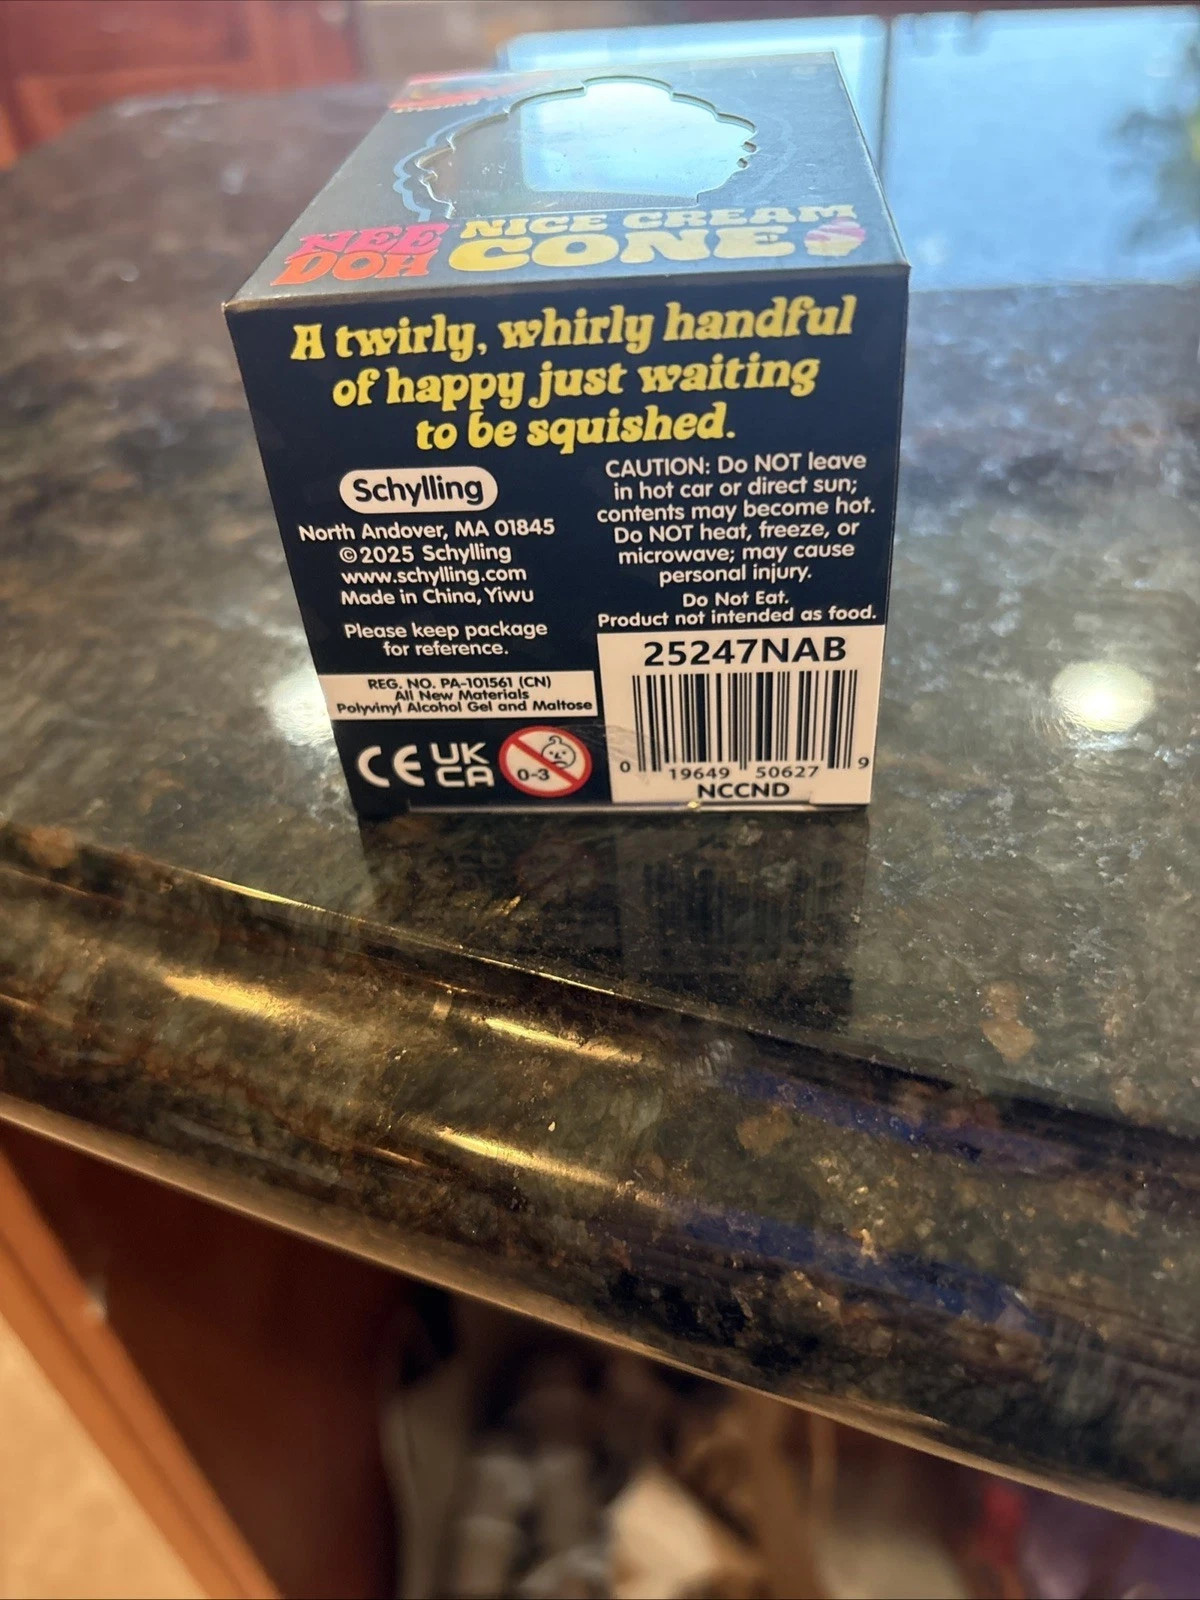 NEE
DOH
NICE CREAM
CONE
A twirly, whirly handful
of happy just waiting
to be squished.
Schylling
North Andover, MA 01845
© 2025 Schylling
www.schylling.com
Made in China, Yiwu
Please keep package
for reference.
REG. NO. PA-101561 (CN)
All New Materials
Polyvinyl Alcohol Gel and Maltose
CE
UK
CA
0-3
CAUTION: Do NOT leave
in hot car or direct sun;
contents may become hot.
Do NOT heat, freeze, or
microwave; may cause
personal injury.
Do Not Eat.
Product not intended as food.
25247NAB
0 19649 50627 9
NCCND